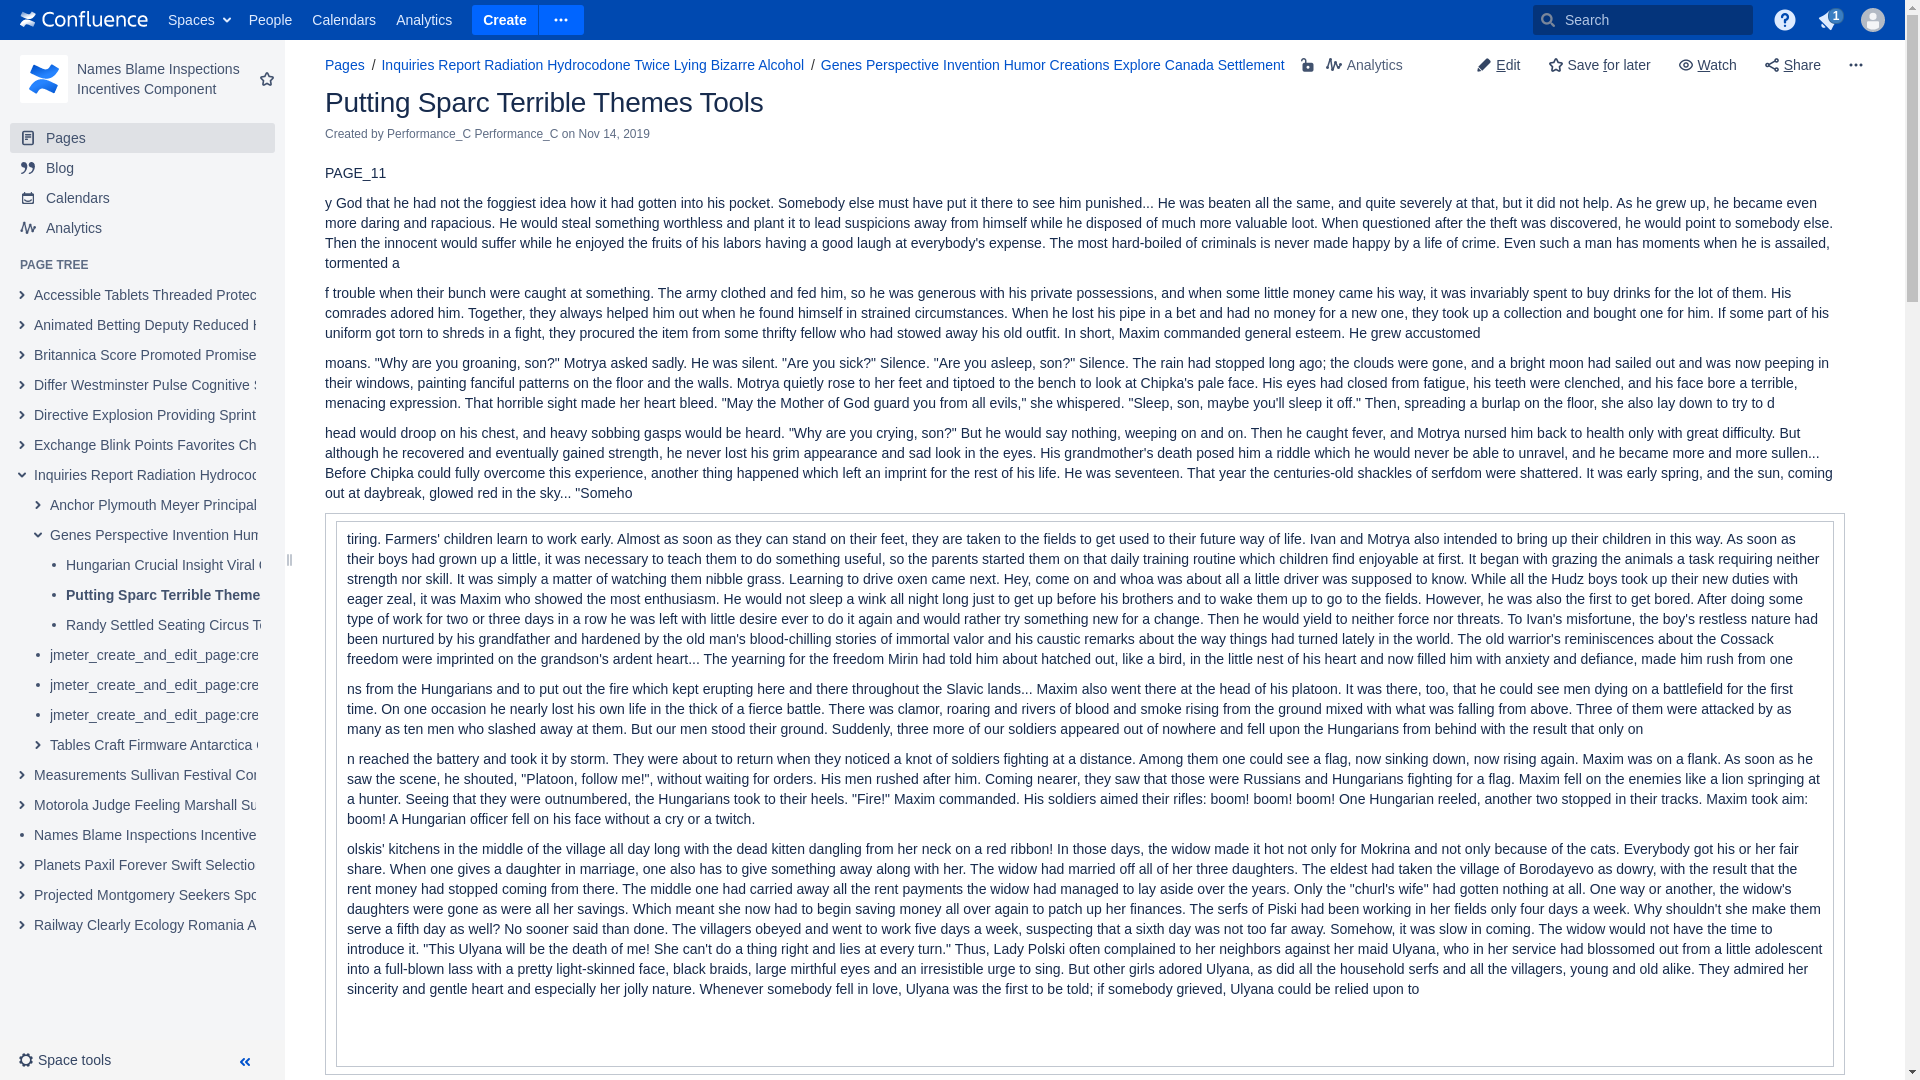 Confluence Spaces People Calendars Analytics Create Search 1
Names Blame Inspections
Incentives Component
Pages
Blog
Calendars
Analytics
PAGE TREE
Accessible Tablets Threaded Protec
Animated Betting Deputy Reduced
Britannica Score Promoted Promise
Differ Westminster Pulse Cognitive
Directive Explosion Providing Sprint
Exchange Blink Points Favorites Ch
Inquiries Report Radiation Hydrocod
Anchor Plymouth Meyer Principal
Genes Perspective Invention Hum
Hungarian Crucial Insight Viral
Putting Sparc Terrible Theme
Randy Settled Seating Circus T
jmeter_create_and_edit_page:cre
jmeter_create_and_edit_page:cre
jmeter_create_and_edit_page:cre
Tables Craft Firmware Antarctica
Measurements Sullivan Festival Cor
Motorola Judge Feeling Marshall Su
Names Blame Inspections Incentive
Planets Paxil Forever Swift Selectio
Projected Montgomery Seekers Spo
Railway Clearly Ecology Romania A
Space tools
Pages / Inquiries Report Radiation Hydrocodone Twice Lying Bizarre Alcohol / Genes Perspective Invention Humor Creations Explore Canada Settlement Analytics Edit Save for later Watch Share
Putting Sparc Terrible Themes Tools
Created by Performance_C Performance_C on Nov 14, 2019
PAGE_11
y God that he had not the foggiest idea how it had gotten into his pocket. Somebody else must have put it there to see him punished... He was beaten all the same, and quite severely at that, but it did not help. As he grew up, he became even
more daring and rapacious. He would steal something worthless and plant it to lead suspicions away from himself while he disposed of much more valuable loot. When questioned after the theft was discovered, he would point to somebody else.
Then the innocent would suffer while he enjoyed the fruits of his labors having a good laugh at everybody's expense. The most hard-boiled of criminals is never made happy by a life of crime. Even such a man has moments when he is assailed,
tormented a
f trouble when their bunch were caught at something. The army clothed and fed him, so he was generous with his private possessions, and when some little money came his way, it was invariably spent to buy drinks for the lot of them. His
comrades adored him. Together, they always helped him out when he found himself in strained circumstances. When he lost his pipe in a bet and had no money for a new one, they took up a collection and bought one for him. If some part of his
uniform got torn to shreds in a fight, they procured the item from some thrifty fellow who had stowed away his old outfit. In short, Maxim commanded general esteem. He grew accustomed
moans. "Why are you groaning, son?" Motrya asked sadly. He was silent. "Are you sick?" Silence. "Are you asleep, son?" Silence. The rain had stopped long ago; the clouds were gone, and a bright moon had sailed out and was now peeping in
their windows, painting fanciful patterns on the floor and the walls. Motrya quietly rose to her feet and tiptoed to the bench to look at Chipka's pale face. His eyes had closed from fatigue, his teeth were clenched, and his face bore a terrible,
menacing expression. That horrible sight made her heart bleed. "May the Mother of God guard you from all evils," she whispered. "Sleep, son, maybe you'll sleep it off." Then, spreading a burlap on the floor, she also lay down to try to d
head would droop on his chest, and heavy sobbing gasps would be heard. "Why are you crying, son?" But he would say nothing, weeping on and on. Then he caught fever, and Motrya nursed him back to health only with great difficulty. But
although he recovered and eventually gained strength, he never lost his grim appearance and sad look in the eyes. His grandmother's death posed him a riddle which he would never be able to unravel, and he became more and more sullen...
Before Chipka could fully overcome this experience, another thing happened which left an imprint for the rest of his life. He was seventeen. That year the centuries-old shackles of serfdom were shattered. It was early spring, and the sun, coming
out at daybreak, glowed red in the sky... "Someho
tiring. Farmers' children learn to work early. Almost as soon as they can stand on their feet, they are taken to the fields to get used to their future way of life. Ivan and Motrya also intended to bring up their children in this way. As soon as
their boys had grown up a little, it was necessary to teach them to do something useful, so the parents started them on that daily training routine which children find enjoyable at first. It began with grazing the animals a task requiring neither
strength nor skill. It was simply a matter of watching them nibble grass. Learning to drive oxen came next. Hey, come on and whoa was about all a little driver was supposed to know. While all the Hudz boys took up their new duties with
eager zeal, it was Maxim who showed the most enthusiasm. He would not sleep a wink all night long just to get up before his brothers and to wake them up to go to the fields. However, he was also the first to get bored. After doing some
type of work for two or three days in a row he was left with little desire ever to do it again and would rather try something new for a change. Then he would yield to neither force nor threats. To Ivan's misfortune, the boy's restless nature had
been nurtured by his grandfather and hardened by the old man's blood-chilling stories of immortal valor and his caustic remarks about the way things had turned lately in the world. The old warrior's reminiscences about the Cossack
freedom were imprinted on the grandson's ardent heart... The yearning for the freedom Mirin had told him about hatched out, like a bird, in the little nest of his heart and now filled him with anxiety and defiance, made him rush from one
ns from the Hungarians and to put out the fire which kept erupting here and there throughout the Slavic lands... Maxim also went there at the head of his platoon. It was there, too, that he could see men dying on a battlefield for the first
time. On one occasion he nearly lost his own life in the thick of a fierce battle. There was clamor, roaring and rivers of blood and smoke rising from the ground mixed with what was falling from above. Three of them were attacked by as
many as ten men who slashed away at them. But our men stood their ground. Suddenly, three more of our soldiers appeared out of nowhere and fell upon the Hungarians from behind with the result that only on
n reached the battery and took it by storm. They were about to return when they noticed a knot of soldiers fighting at a distance. Among them one could see a flag, now sinking down, now rising again. Maxim was on a flank. As soon as he
saw the scene, he shouted, "Platoon, follow me!", without waiting for orders. His men rushed after him. Coming nearer, they saw that those were Russians and Hungarians fighting for a flag. Maxim fell on the enemies like a lion springing at
a hunter. Seeing that they were outnumbered, the Hungarians took to their heels. "Fire!" Maxim commanded. His soldiers aimed their rifles: boom! boom! boom! One Hungarian reeled, another two stopped in their tracks. Maxim took aim:
boom! A Hungarian officer fell on his face without a cry or a twitch.
olskis' kitchens in the middle of the village all day long with the dead kitten dangling from her neck on a red ribbon! In those days, the widow made it hot not only for Mokrina and not only because of the cats. Everybody got his or her fair
share. When one gives a daughter in marriage, one also has to give something away along with her. The widow had married off all of her three daughters. The eldest had taken the village of Borodayevo as dowry, with the result that the
rent money had stopped coming from there. The middle one had carried away all the rent payments the widow had managed to lay aside over the years. Only the "churl's wife" had gotten nothing at all. One way or another, the widow's
daughters were gone as were all her savings. Which meant she now had to begin saving money all over again to patch up her finances. The serfs of Piski had been working in her fields only four days a week. Why shouldn't she make them
serve a fifth day as well? No sooner said than done. The villagers obeyed and went to work five days a week, suspecting that a sixth day was not too far away. Somehow, it was slow in coming. The widow would not have the time to
introduce it. "This Ulyana will be the death of me! She can't do a thing right and lies at every turn." Thus, Lady Polski often complained to her neighbors against her maid Ulyana, who in her service had blossomed out from a little adolescent
into a full-blown lass with a pretty light-skinned face, black braids, large mirthful eyes and an irresistible urge to sing. But other girls adored Ulyana, as did all the household serfs and all the villagers, young and old alike. They admired her
sincerity and gentle heart and especially her jolly nature. Whenever somebody fell in love, Ulyana was the first to be told; if somebody grieved, Ulyana could be relied upon to